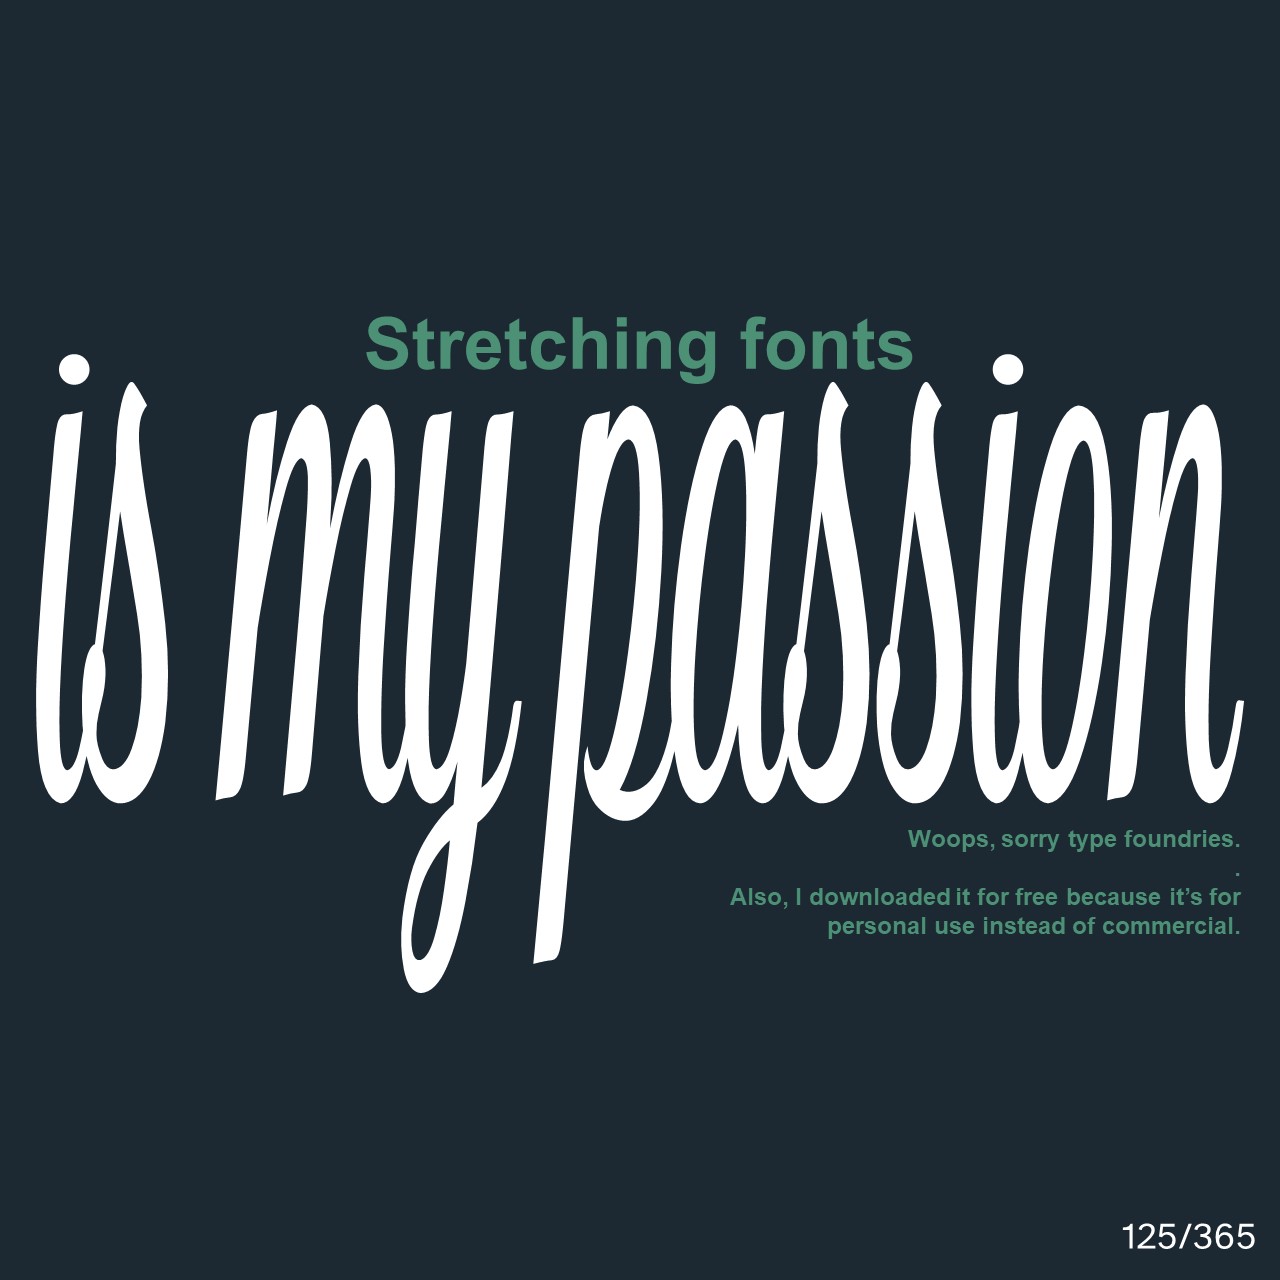 Stretching fonts
is my passion
Woops, sorry type foundries.
.
Also, I downloaded it for free because it’s for
personal use instead of commercial.
125/365